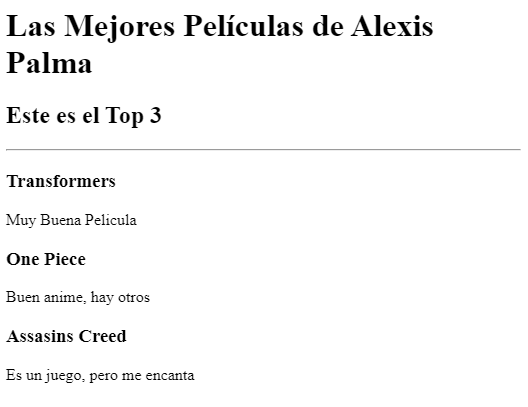 Las Mejores Películas de Alexis
Palma
Este es el Top 3
Transformers
Muy Buena Pelicula
One Piece
Buen anime, hay otros
Assasins Creed
Es un juego, pero me encanta